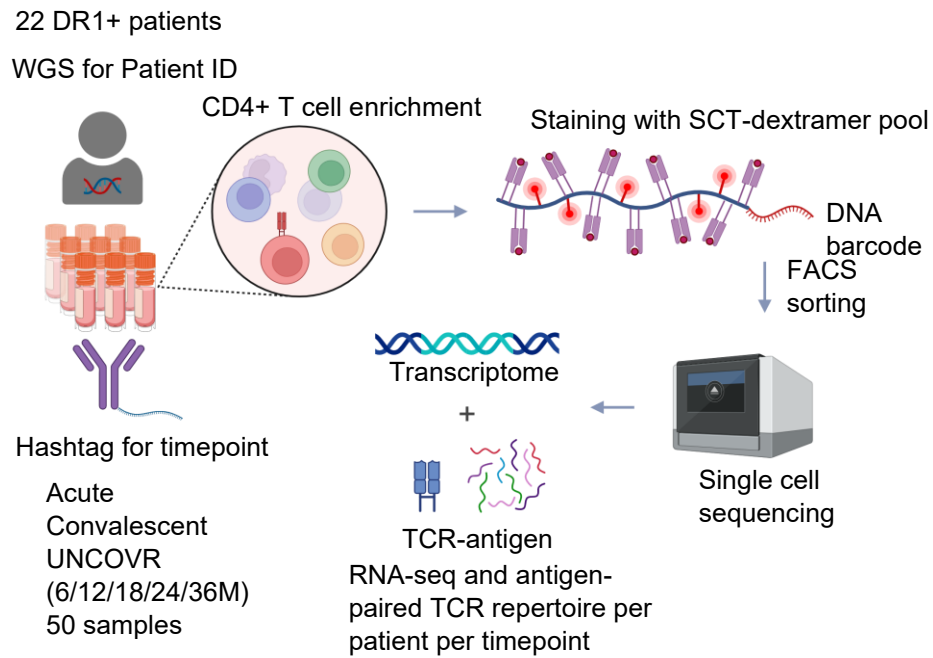 22 DR1+ patients
WGS for Patient ID
CD4+ T cell enrichment
Staining with SCT-dextramer pool
DNA
barcode
FACS
sorting
Single cell
sequencing
Transcriptome
+
TCR-antigen
RNA-seq and antigen-
paired TCR repertoire per
patient per timepoint
Hashtag for timepoint
Acute
Convalescent
UNCOVR
(6/12/18/24/36M)
50 samples